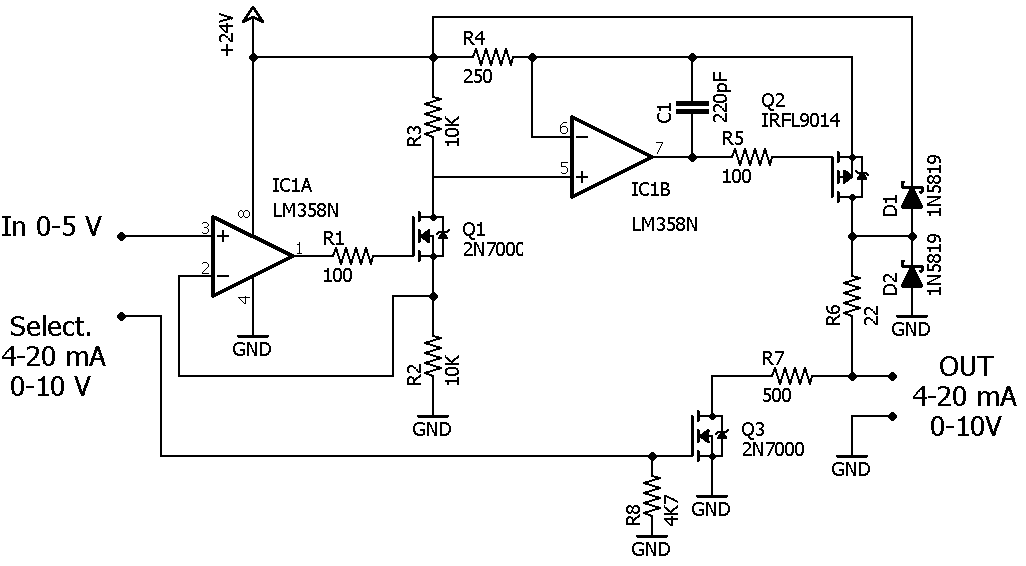 +24V
R4
250
R3
10K
C1
220pF
Q2
IRFL9014
6
−
5
+
7
IC1B
LM358N
R5
100
D1
1N5819
IC1A
LM358N
8
In 0-5 V
3
+
2
−
1
4
R1
100
Q1
2N7000
D2
1N5819
GND
R6
22
Select.
4-20 mA
0-10 V
GND
R2
10K
GND
R7
500
OUT
4-20 mA
0-10V
GND
Q3
2N7000
GND
R8
4K7
GND